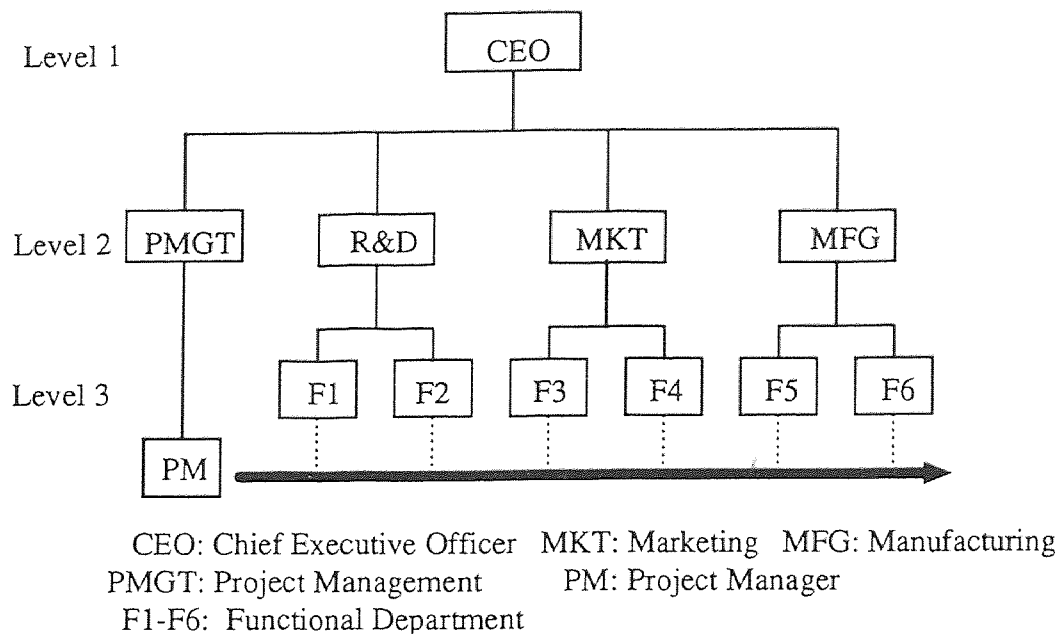 Level 1
CEO
Level 2
PMGT
R&D
MKT
MFG
Level 3
F1
F2
F3
F4
F5
F6
PM
CEO: Chief Executive Officer MKT: Marketing MFG: Manufacturing
PMGT: Project Management PM: Project Manager
F1-F6: Functional Department